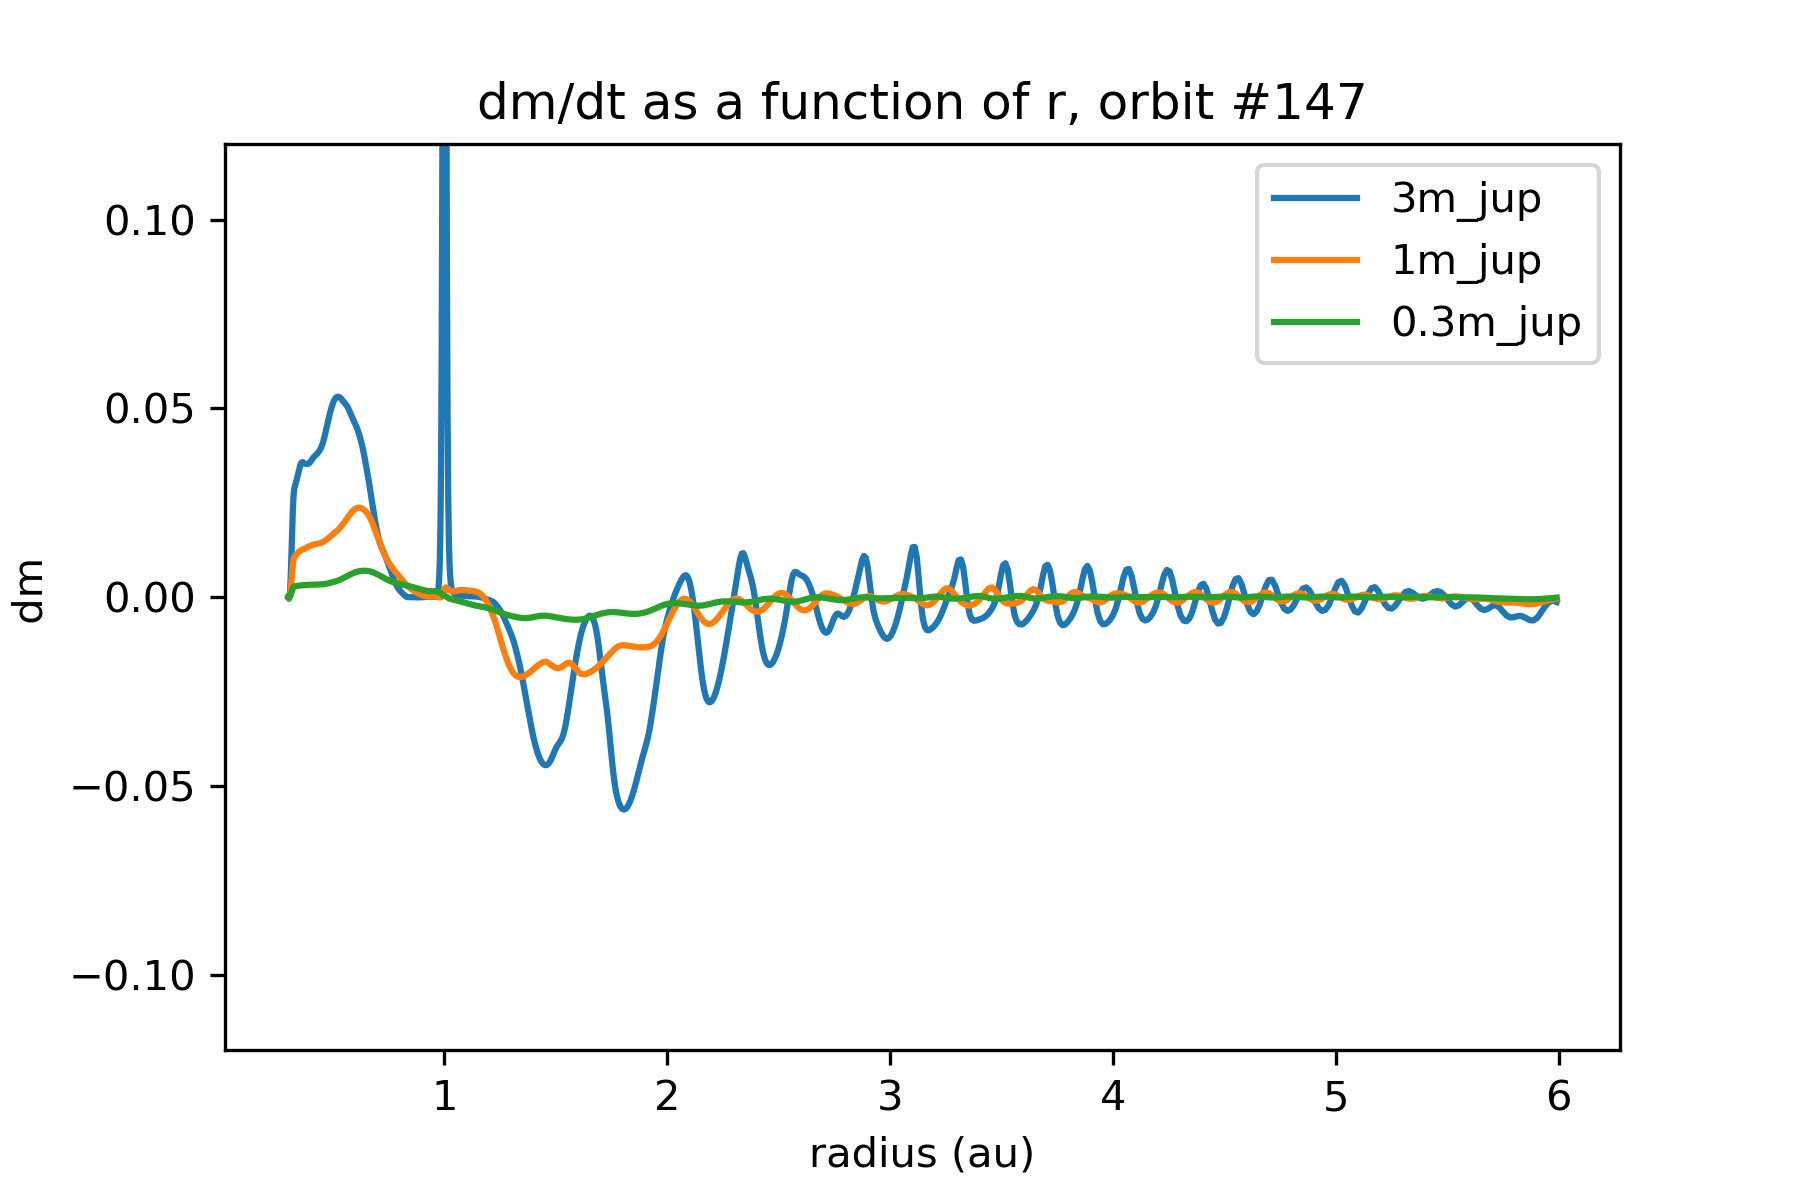 dm/dt as a function of r, orbit #147
3m_jup
1m_jup
0.3m_jup
0.10
0.05
0.00
−0.05
−0.10
dm
1 2 3 4 5 6
radius (au)